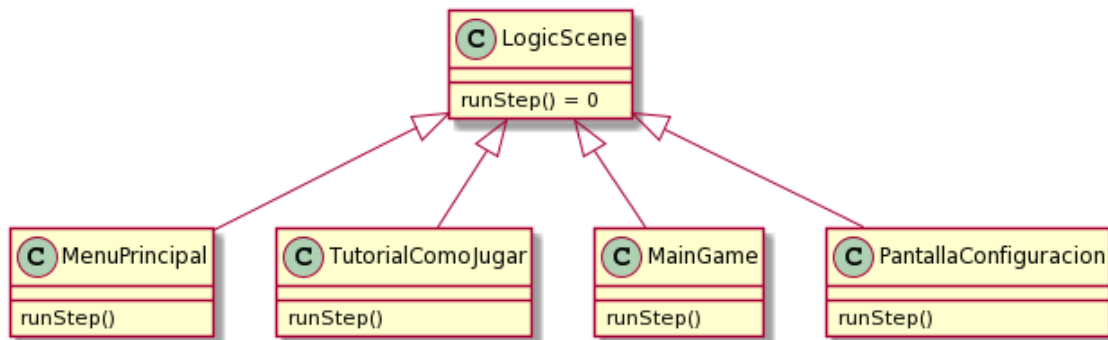 C LogicScene
runStep() = 0
C MenuPrincipal
runStep()
C TutorialComoJugar
runStep()
C MainGame
runStep()
C PantallaConfiguracion
runStep()